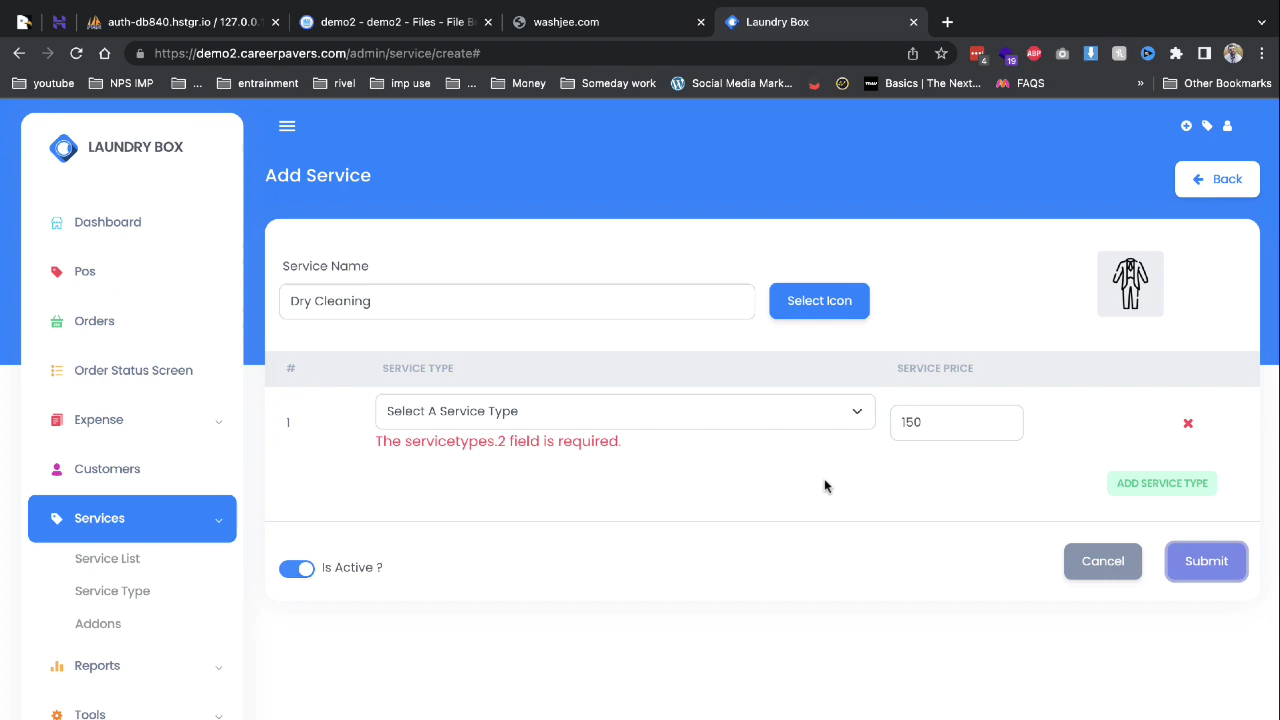 auth-db840.hstgr.io / 127.0.0.
demo2 - demo2 - Files - File B
washjee.com
Laundry Box
https://demo2.careerpavers.com/admin/service/create#
4
19
ABP
youtube
NPS IMP
...
entrainment
rivel
imp use
...
Money
Someday work
Social Media Mark...
Basics | The Next...
FAQS
»
Other Bookmarks
LAUNDRY BOX
Add Service
Back
Dashboard
Pos
Orders
Order Status Screen
Expense
Customers
Services
Service List
Service Type
Addons
Reports
Tools
Service Name
Dry Cleaning
Select Icon
# SERVICE TYPE SERVICE PRICE
1 Select A Service Type 150
The servicetypes.2 field is required.
ADD SERVICE TYPE
Is Active ?
Cancel
Submit